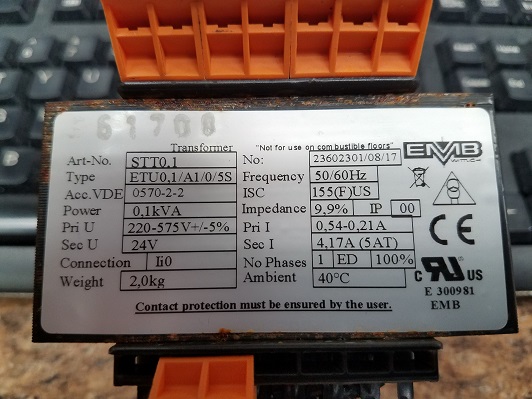 61700
Transformer "Not for use on combustible floors"
Art-No. STT0,1 No: 23602301/08/17 EMB
Type ETU0,1/A1/0/5S Frequency 50/60Hz
Acc.VDE 0570-2-2 ISC 155(F)US
Power 0,1kVA Impedance 9,9% IP 00
Pri U 220-575V+/-5% Pri I 0,54-0,21A
Sec U 24V Sec I 4,17A (5AT) CE
Connection Ii0 No Phases 1 ED 100%
Weight 2,0kg Ambient 40°C
C RU US
E 300981
EMB
Contact protection must be ensured by the user.